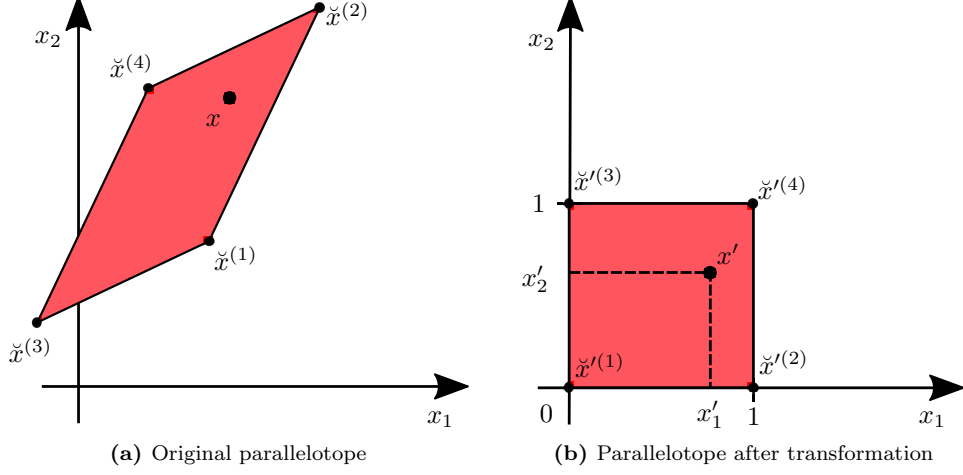 x₂
x̆⁽²⁾
x̆⁽⁴⁾
x
x̆⁽¹⁾
x̆⁽³⁾
x₁
(a) Original parallelotope
x₂
x̆′⁽³⁾
x̆′⁽⁴⁾
1
x′
x′₂
x̆′⁽¹⁾
x̆′⁽²⁾
0
x′₁
1
x₁
(b) Parallelotope after transformation